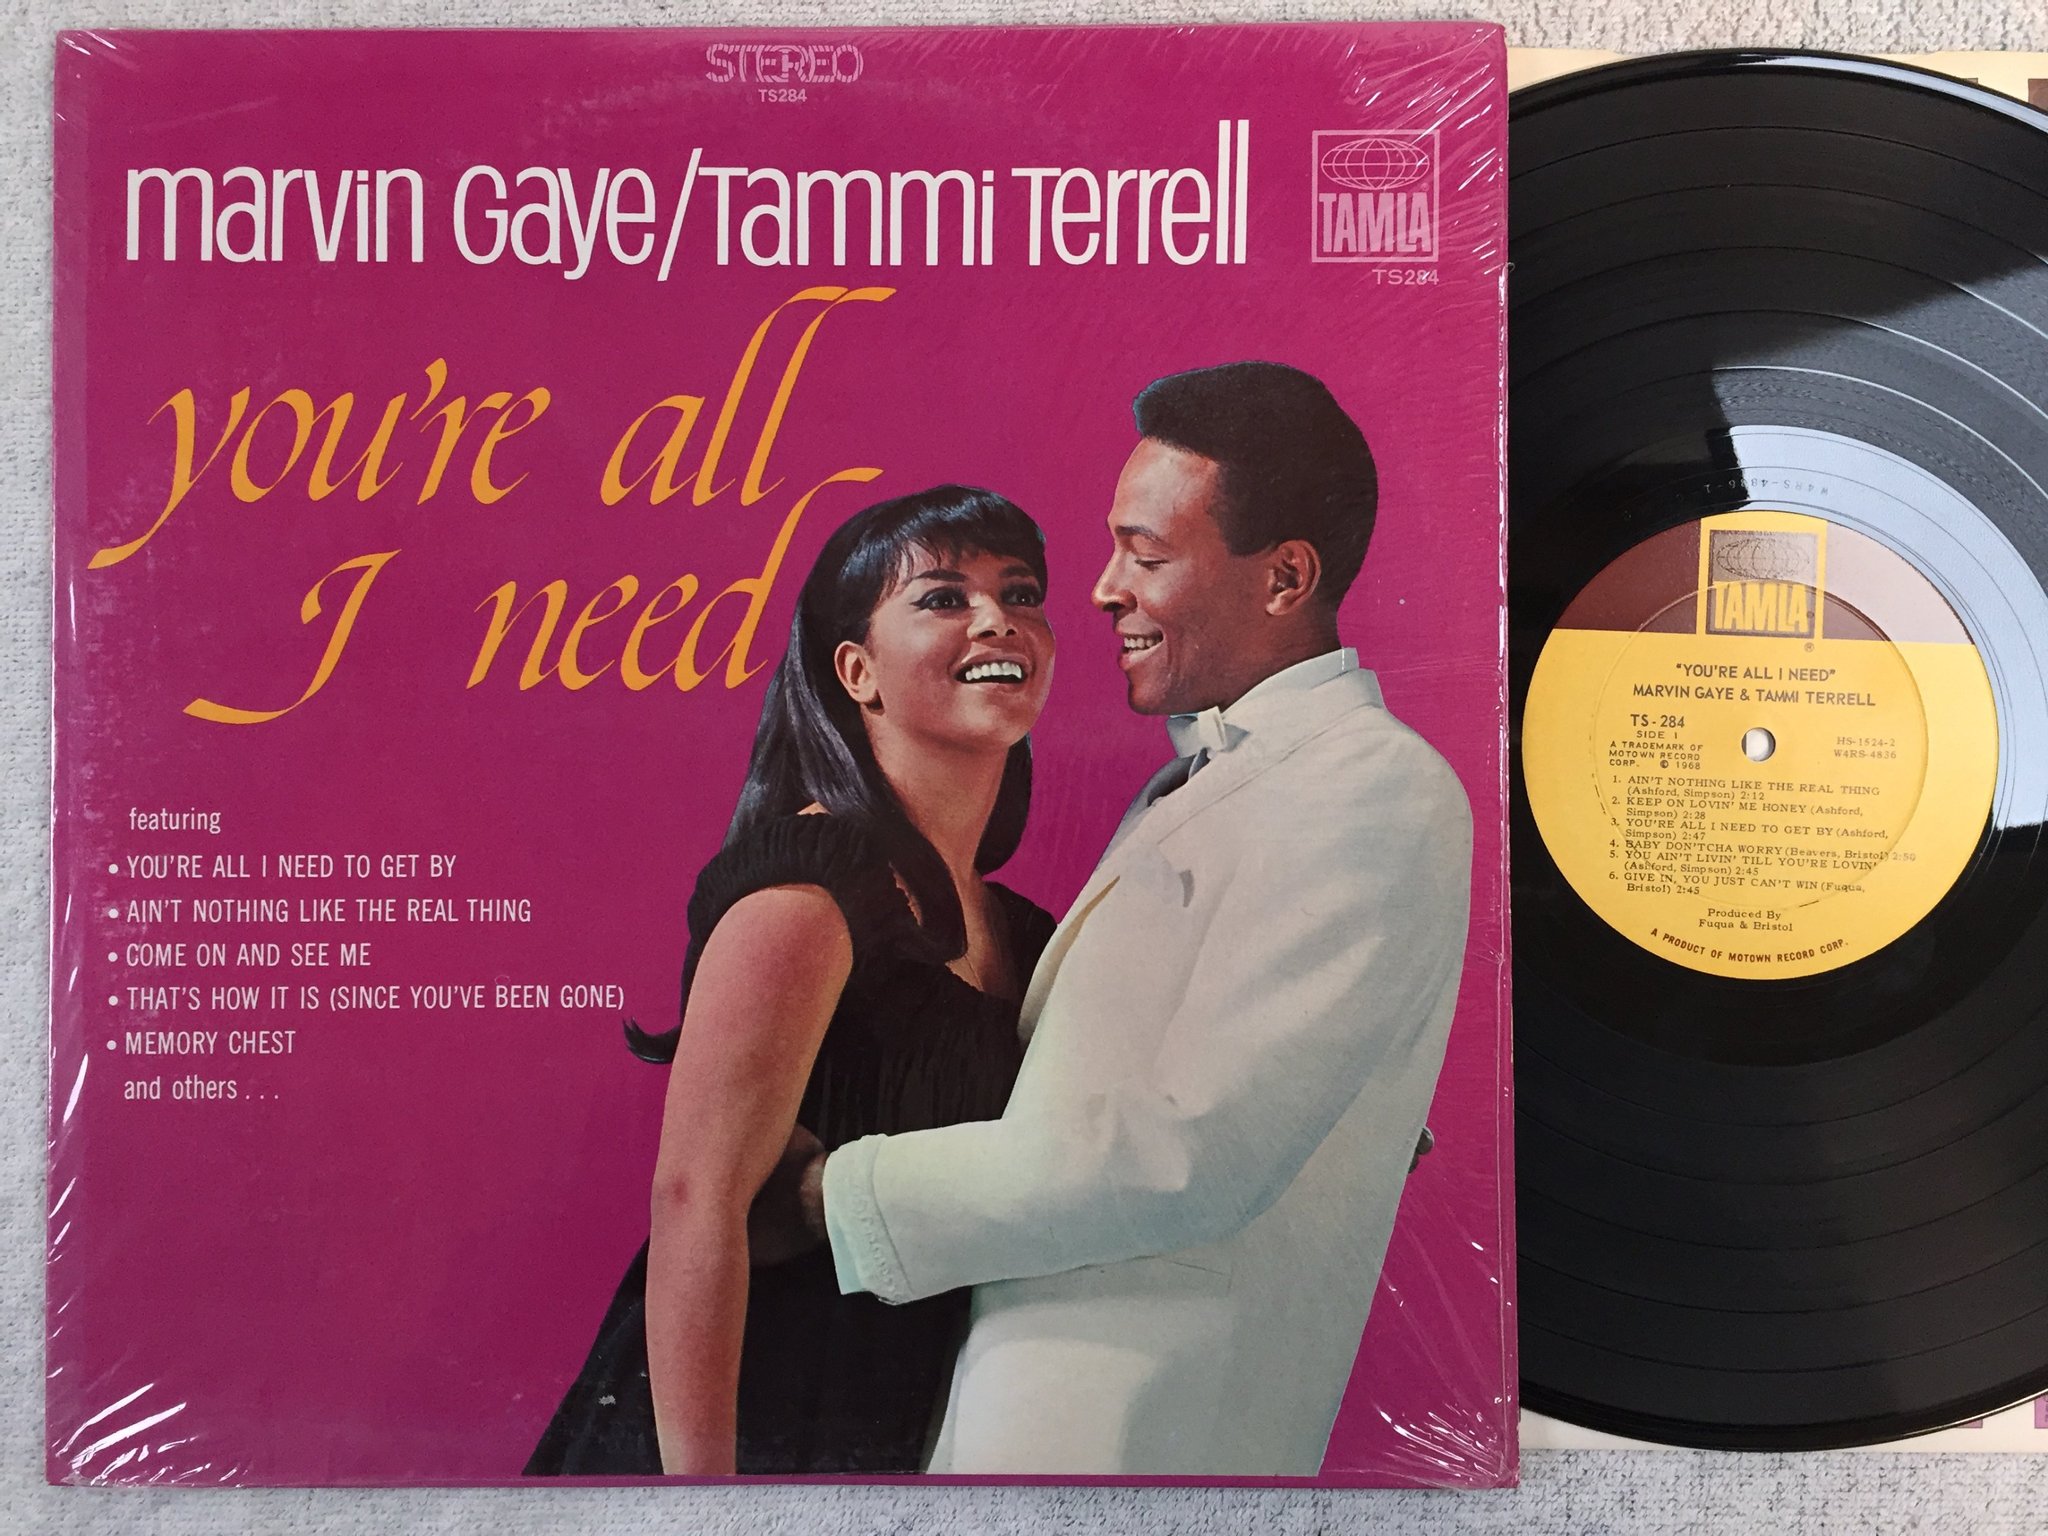 STEREO
TS284
marvin Gaye/Tammi Terrell
TAMLA
TS284
you're all
I need
featuring
• YOU'RE ALL I NEED TO GET BY
• AIN'T NOTHING LIKE THE REAL THING
• COME ON AND SEE ME
• THAT'S HOW IT IS (SINCE YOU'VE BEEN GONE)
• MEMORY CHEST
and others . . .
W4RS-4836-1
TAMLA
®
"YOU'RE ALL I NEED"
MARVIN GAYE & TAMMI TERRELL
TS-284
SIDE 1
A TRADEMARK OF
MOTOWN RECORD
CORP. © 1968
HS-1524-2
W4RS-4836
1. AIN'T NOTHING LIKE THE REAL THING
(Ashford, Simpson) 2:12
2. KEEP ON LOVIN' ME HONEY (Ashford,
Simpson) 2:28
3. YOU'RE ALL I NEED TO GET BY (Ashford,
Simpson) 2:47
4. BABY DON'TCHA WORRY (Beavers, Bristol) 2:50
5. YOU AIN'T LIVIN' TILL YOU'RE LOVIN'
(Ashford, Simpson) 2:45
6. GIVE IN, YOU JUST CAN'T WIN (Fuqua,
Bristol) 2:45
Produced By
Fuqua & Bristol
A PRODUCT OF MOTOWN RECORD CORP.